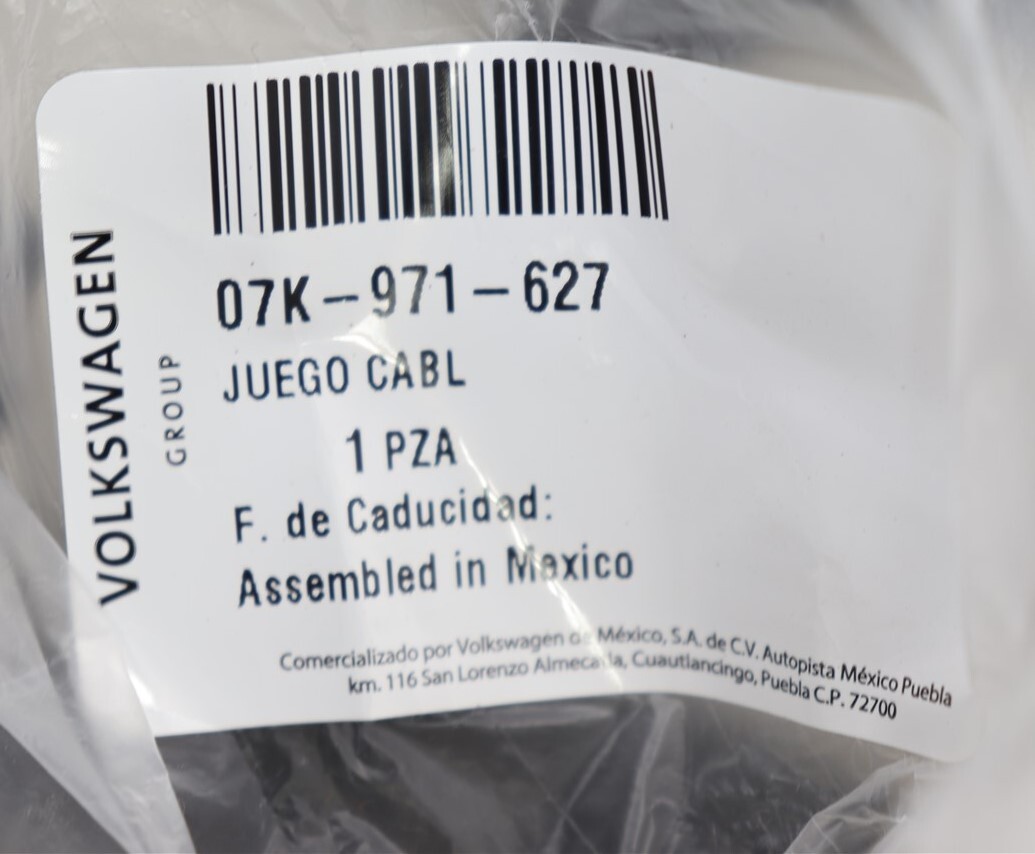 VOLKSWAGEN
GROUP
07K-971-627
JUEGO CABL
1 PZA
F. de Caducidad:
Assembled in Mexico
Comercializado por Volkswagen de México, S.A. de C.V. Autopista México Puebla
km. 116 San Lorenzo Almecatla, Cuautlancingo, Puebla C.P. 72700